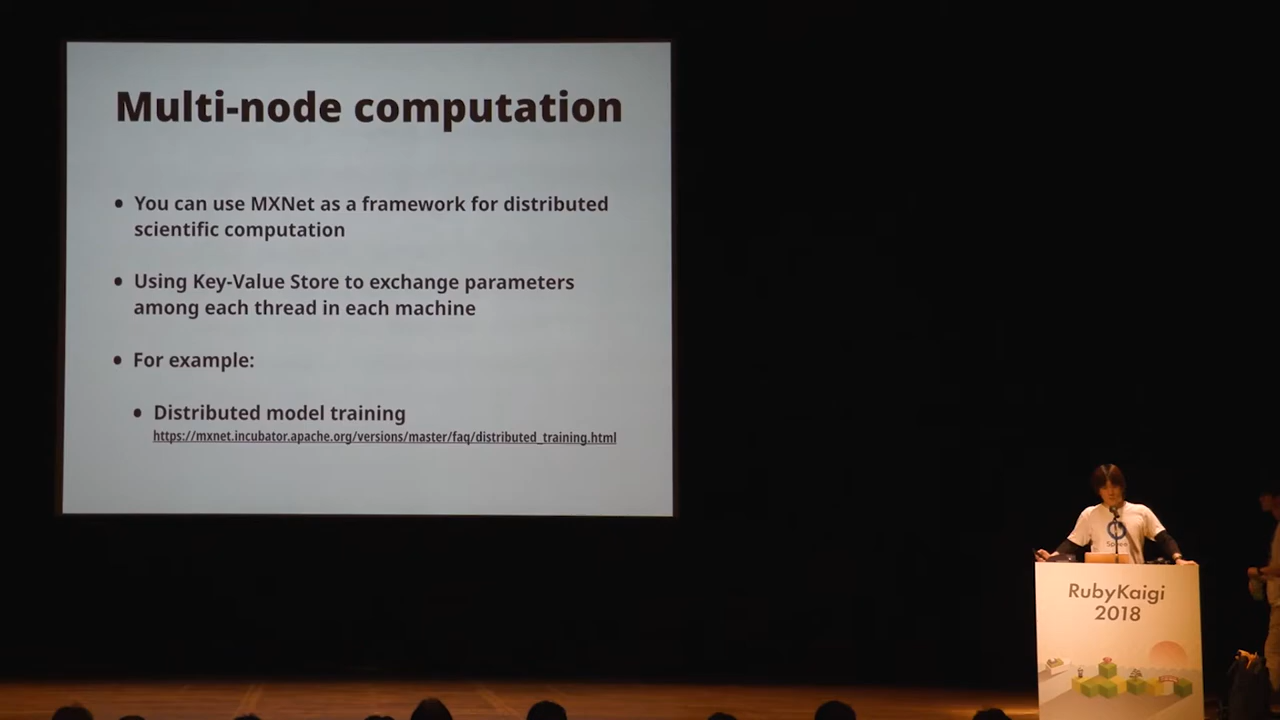 Multi-node computation
• You can use MXNet as a framework for distributed
scientific computation
• Using Key-Value Store to exchange parameters
among each thread in each machine
• For example:
• Distributed model training
https://mxnet.incubator.apache.org/versions/master/faq/distributed_training.html
Speee
RubyKaigi
2018